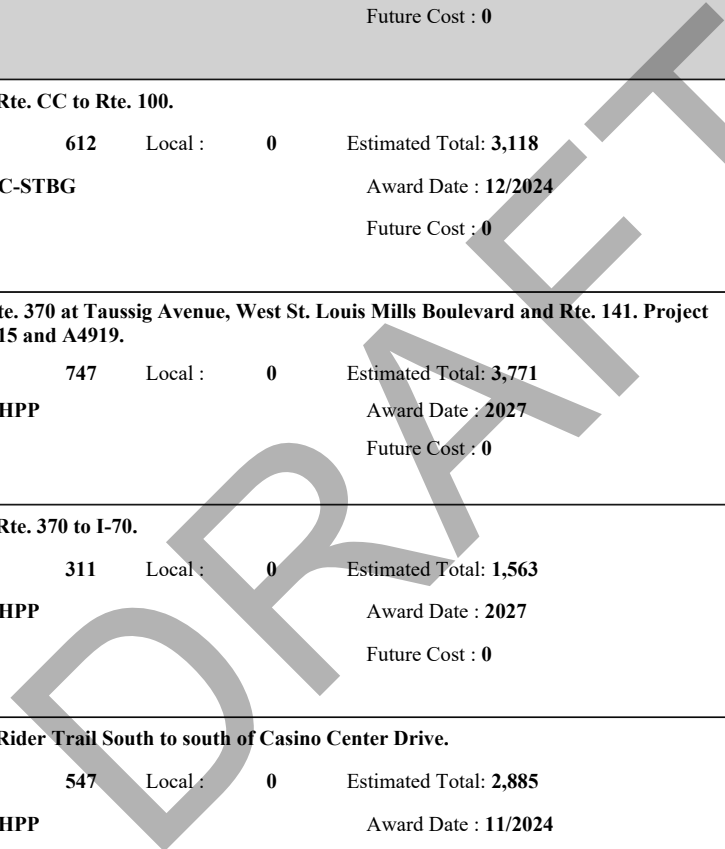 Future Cost : 0
Rte. CC to Rte. 100.
612 Local : 0 Estimated Total: 3,118
C-STBG Award Date : 12/2024
Future Cost : 0
te. 370 at Taussig Avenue, West St. Louis Mills Boulevard and Rte. 141. Project
15 and A4919.
747 Local : 0 Estimated Total: 3,771
HPP Award Date : 2027
Future Cost : 0
Rte. 370 to I-70.
311 Local : 0 Estimated Total: 1,563
HPP Award Date : 2027
Future Cost : 0
Rider Trail South to south of Casino Center Drive.
547 Local : 0 Estimated Total: 2,885
HPP Award Date : 11/2024
DRAFT